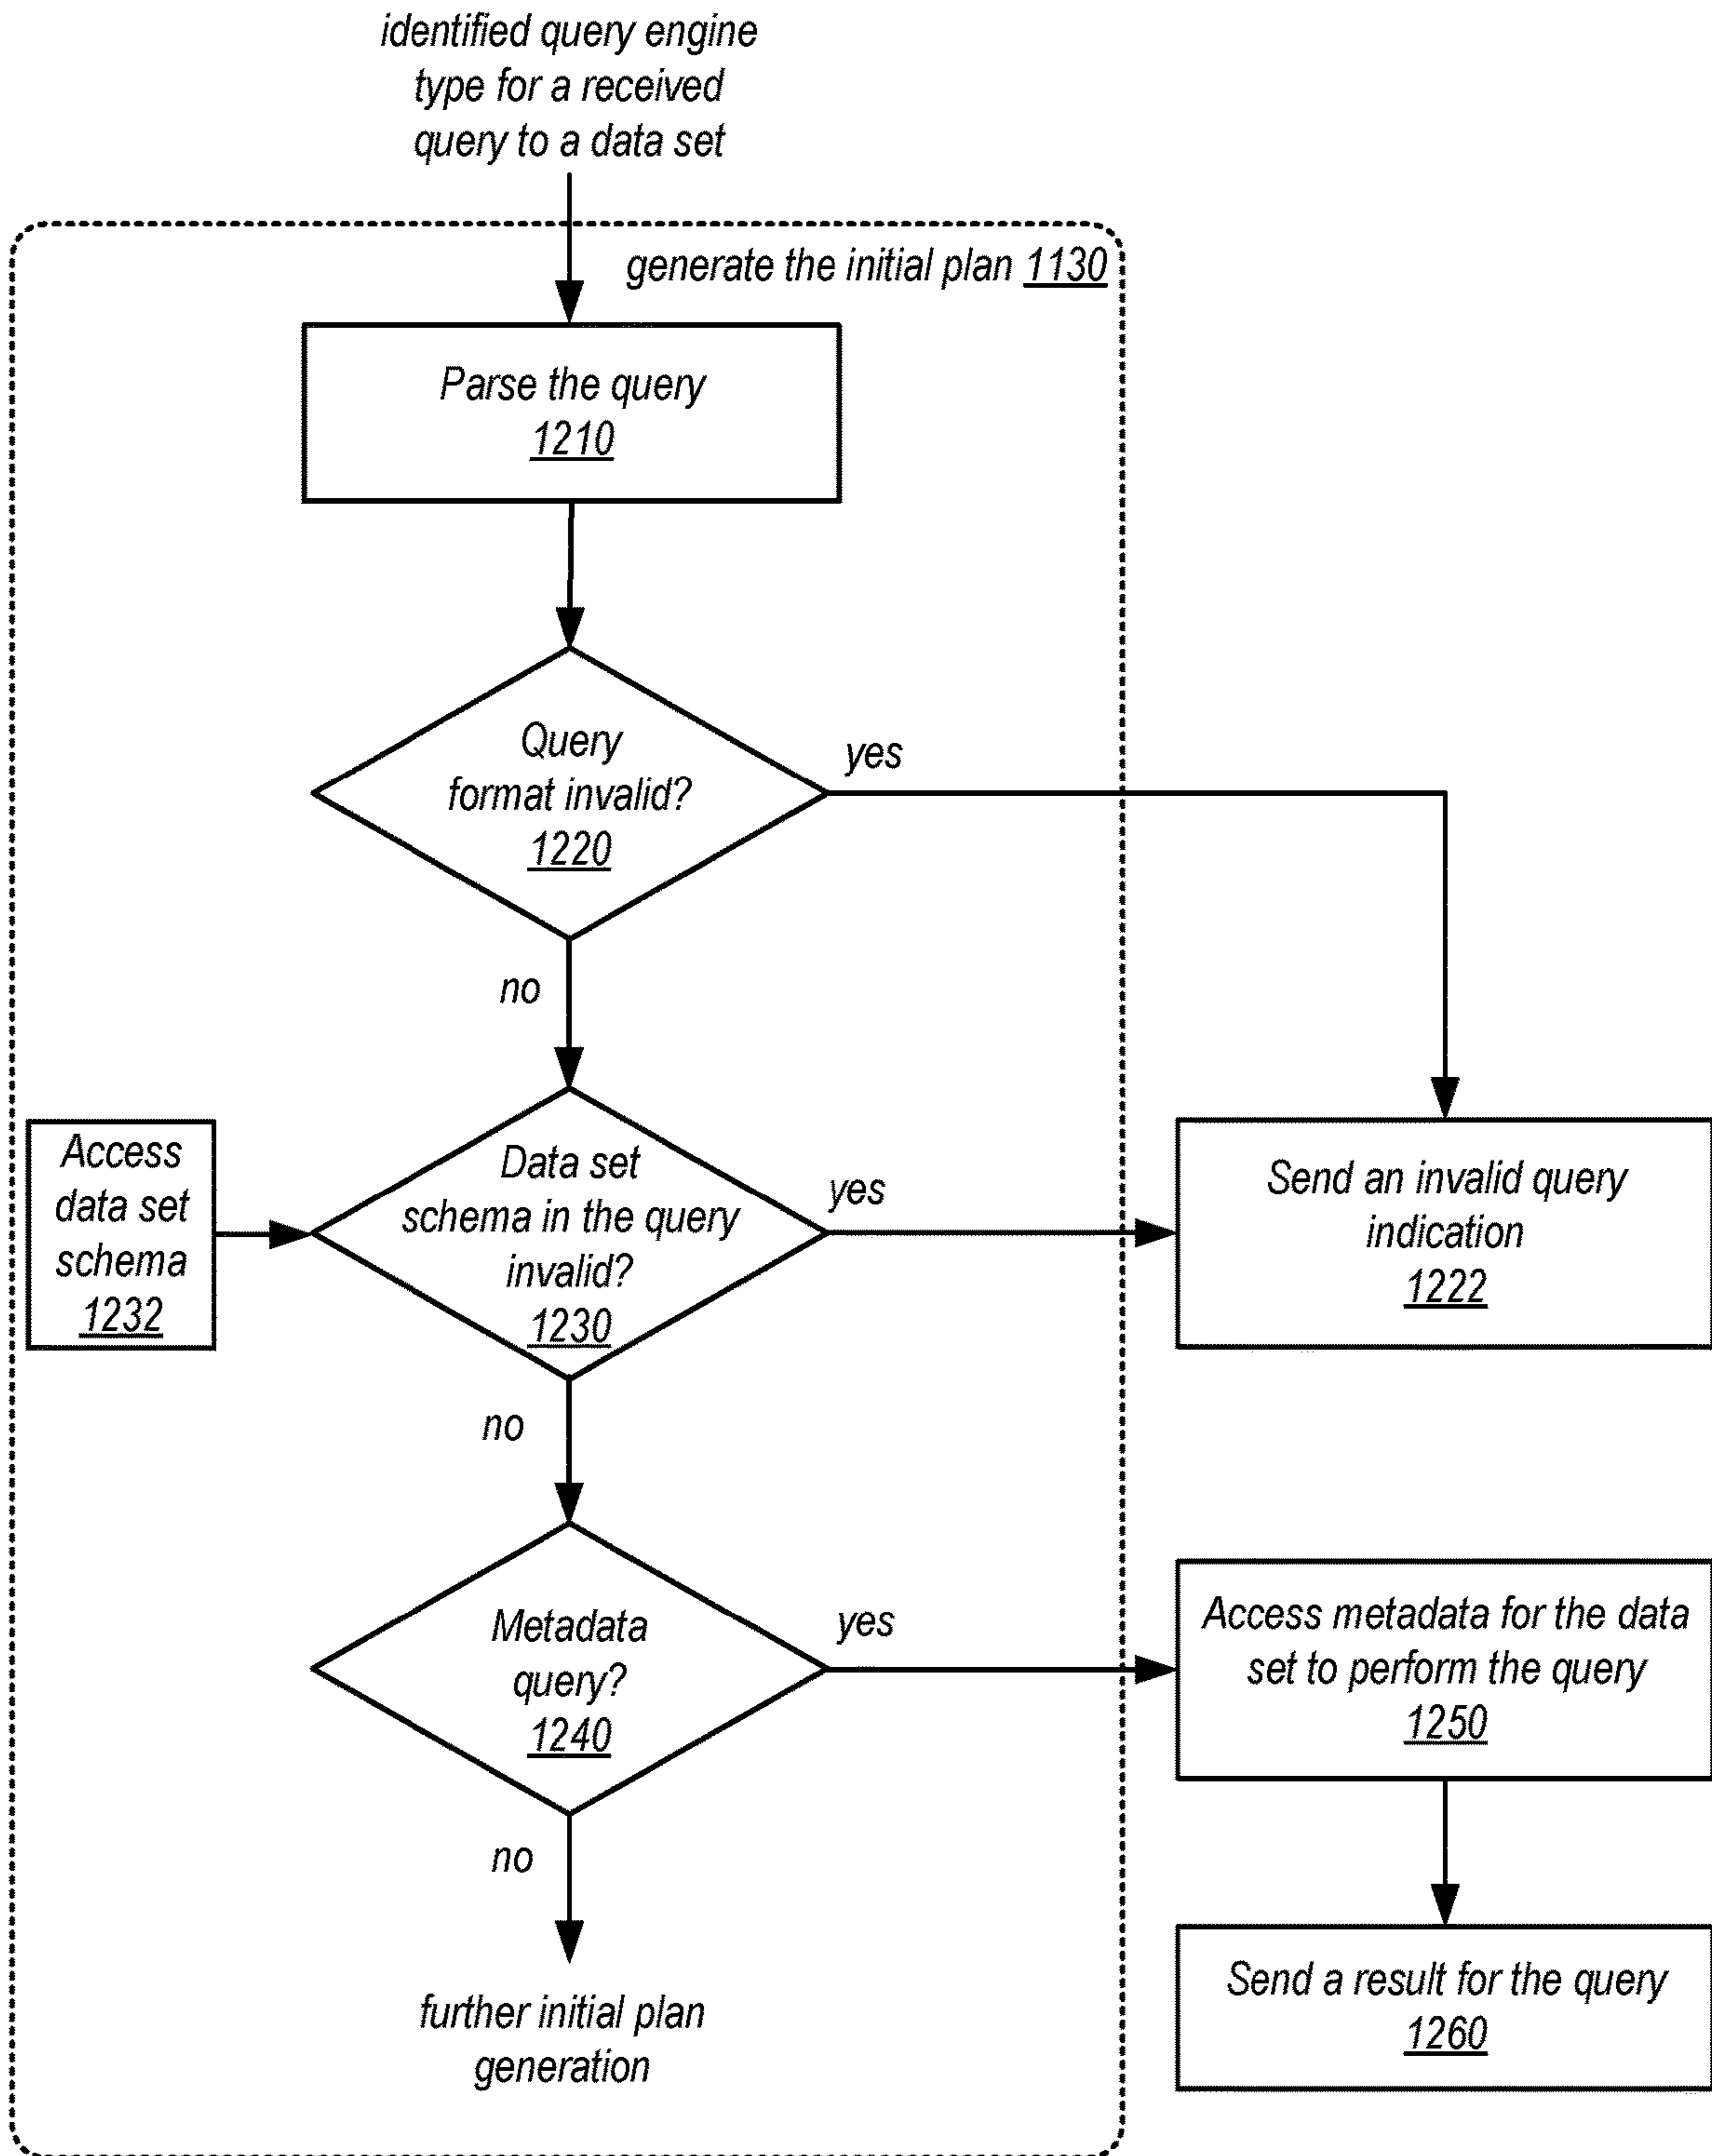 identified query engine
type for a received
query to a data set
generate the initial plan 1130
Parse the query
1210
Query
format invalid?
1220
yes
no
Access
data set
schema
1232
Data set
schema in the query
invalid?
1230
yes
Send an invalid query
indication
1222
no
Metadata
query?
1240
yes
Access metadata for the data
set to perform the query
1250
no
Send a result for the query
1260
further initial plan
generation